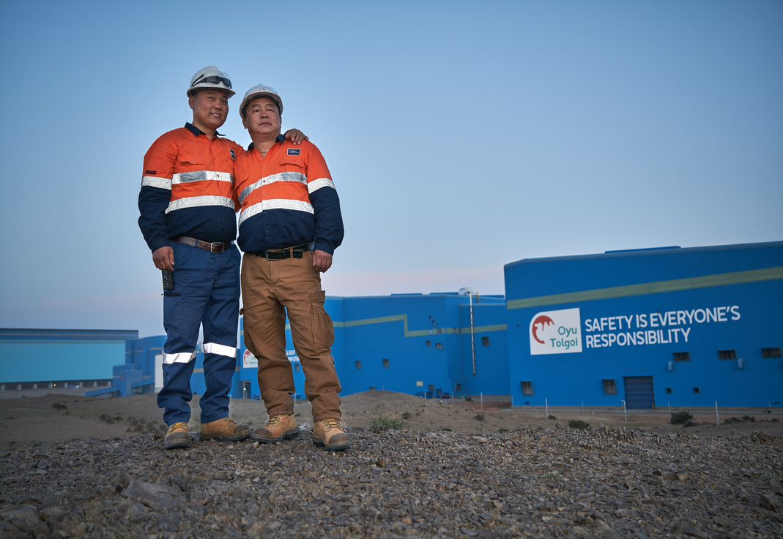 Oyu
Tolgoi
SAFETY IS EVERYONE'S
RESPONSIBILITY